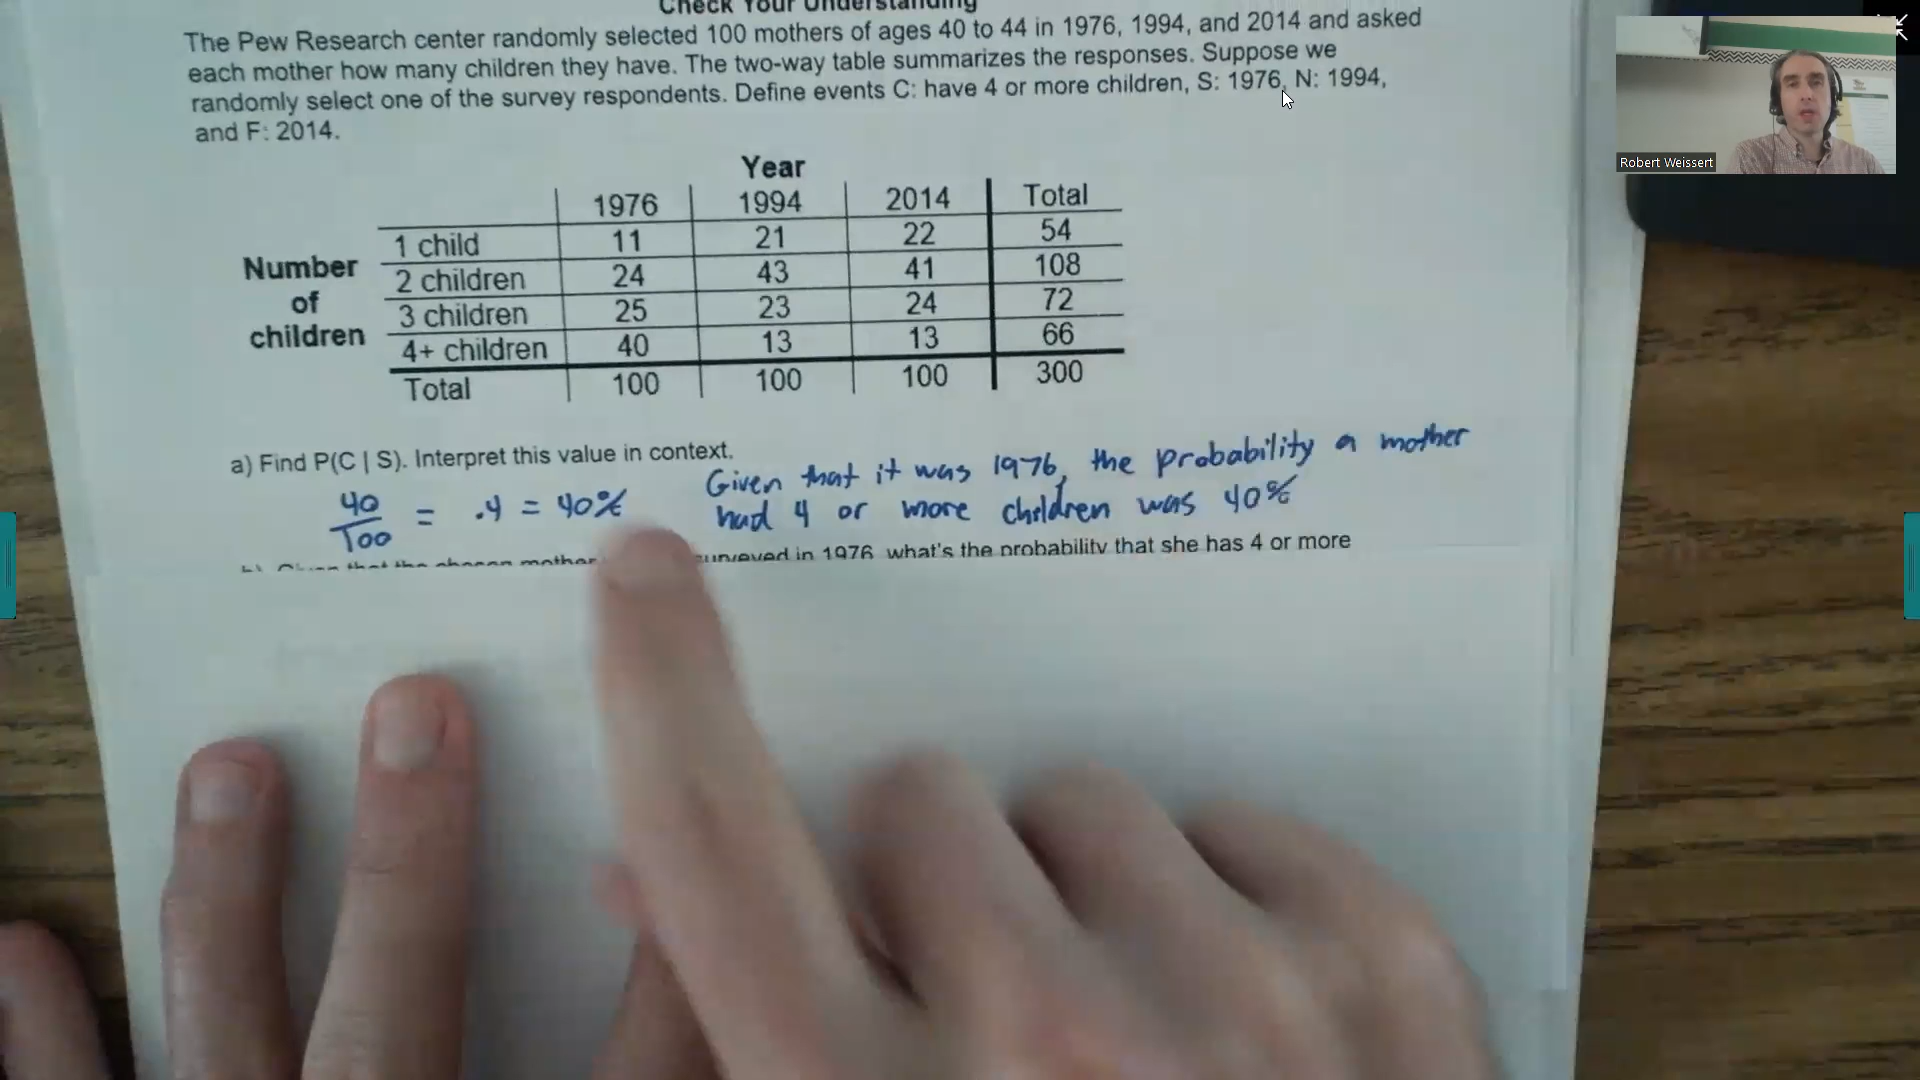 Check Your Understanding
The Pew Research center randomly selected 100 mothers of ages 40 to 44 in 1976, 1994, and 2014 and asked
each mother how many children they have. The two-way table summarizes the responses. Suppose we
randomly select one of the survey respondents. Define events C: have 4 or more children, S: 1976, N: 1994,
and F: 2014.
Robert Weissert
Year
1976 1994 2014 Total
1 child 11 21 22 54
Number of children
2 children 24 43 41 108
3 children 25 23 24 72
4+ children 40 13 13 66
Total 100 100 100 300
a) Find P(C | S). Interpret this value in context.
40/100 = .4 = 40%
Given that it was 1976, the probability a mother
had 4 or more children was 40%
b) Given that the chosen mother surveyed in 1976, what's the probability that she has 4 or more